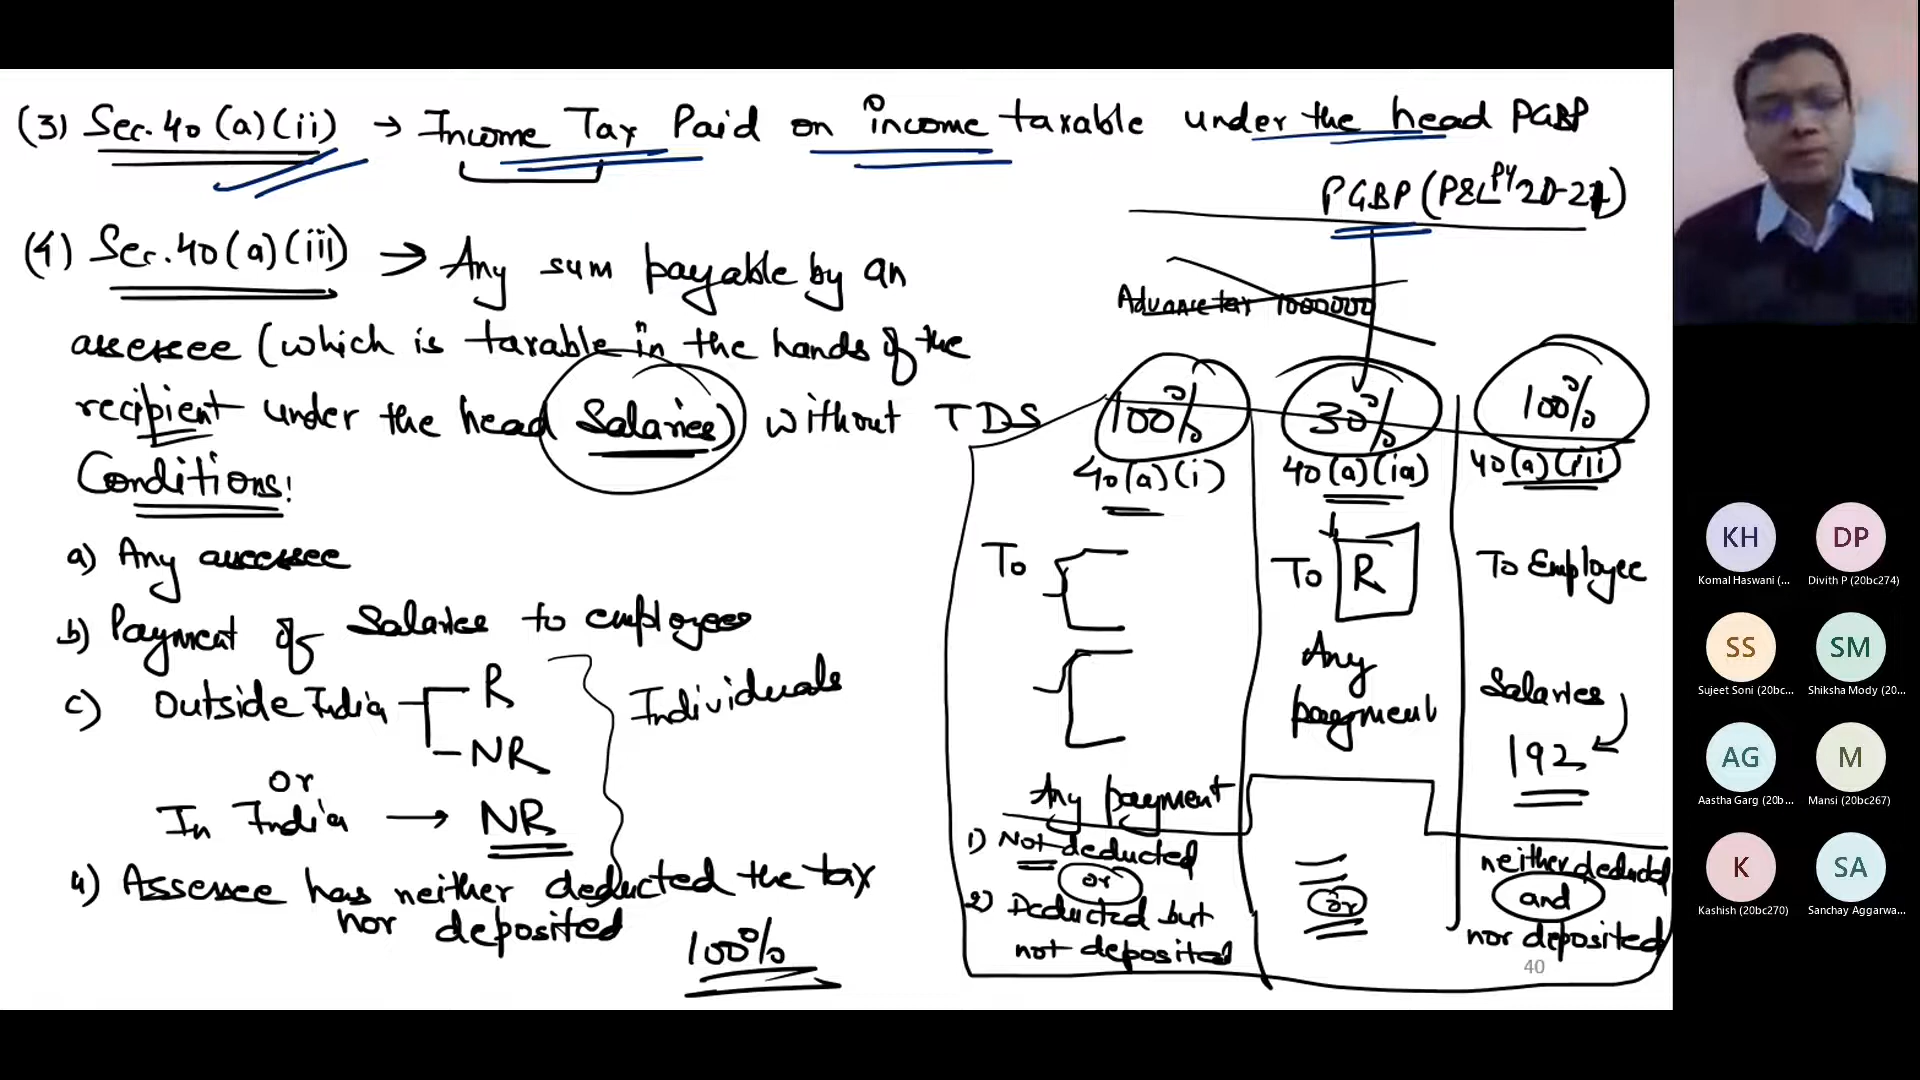 (3) Sec. 40 (a)(ii) → Income Tax Paid on income taxable under the head PGBP
PGBP (P&L PY 20-21)
Advance tax 1000000
(4) Sec. 40(a)(iii) → Any sum payable by an
assessee (which is taxable in the hands of the
recipient under the head Salaries) without TDS
Conditions:
a) Any assessee
b) Payment of Salaries to employees
c) Outside India R
NR
Individuals
or
In India → NR
4) Assessee has neither deducted the tax
nor deposited
100%
100% 30% 100%
40(a)(i) 40(a)(ia) 40(a)(iii)
To To R To Employee
Any payment
Any payment
Salaries
192
1) Not deducted
or
2) Deducted but
not deposited
or
neither deducted
and
nor deposited
40
KH DP
Komal Haswani (... Divith P (20bc274)
SS SM
Sujeet Soni (20bc... Shiksha Mody (20...
AG M
Aastha Garg (20b... Mansi (20bc267)
K SA
Kashish (20bc270) Sanchay Aggarwa...